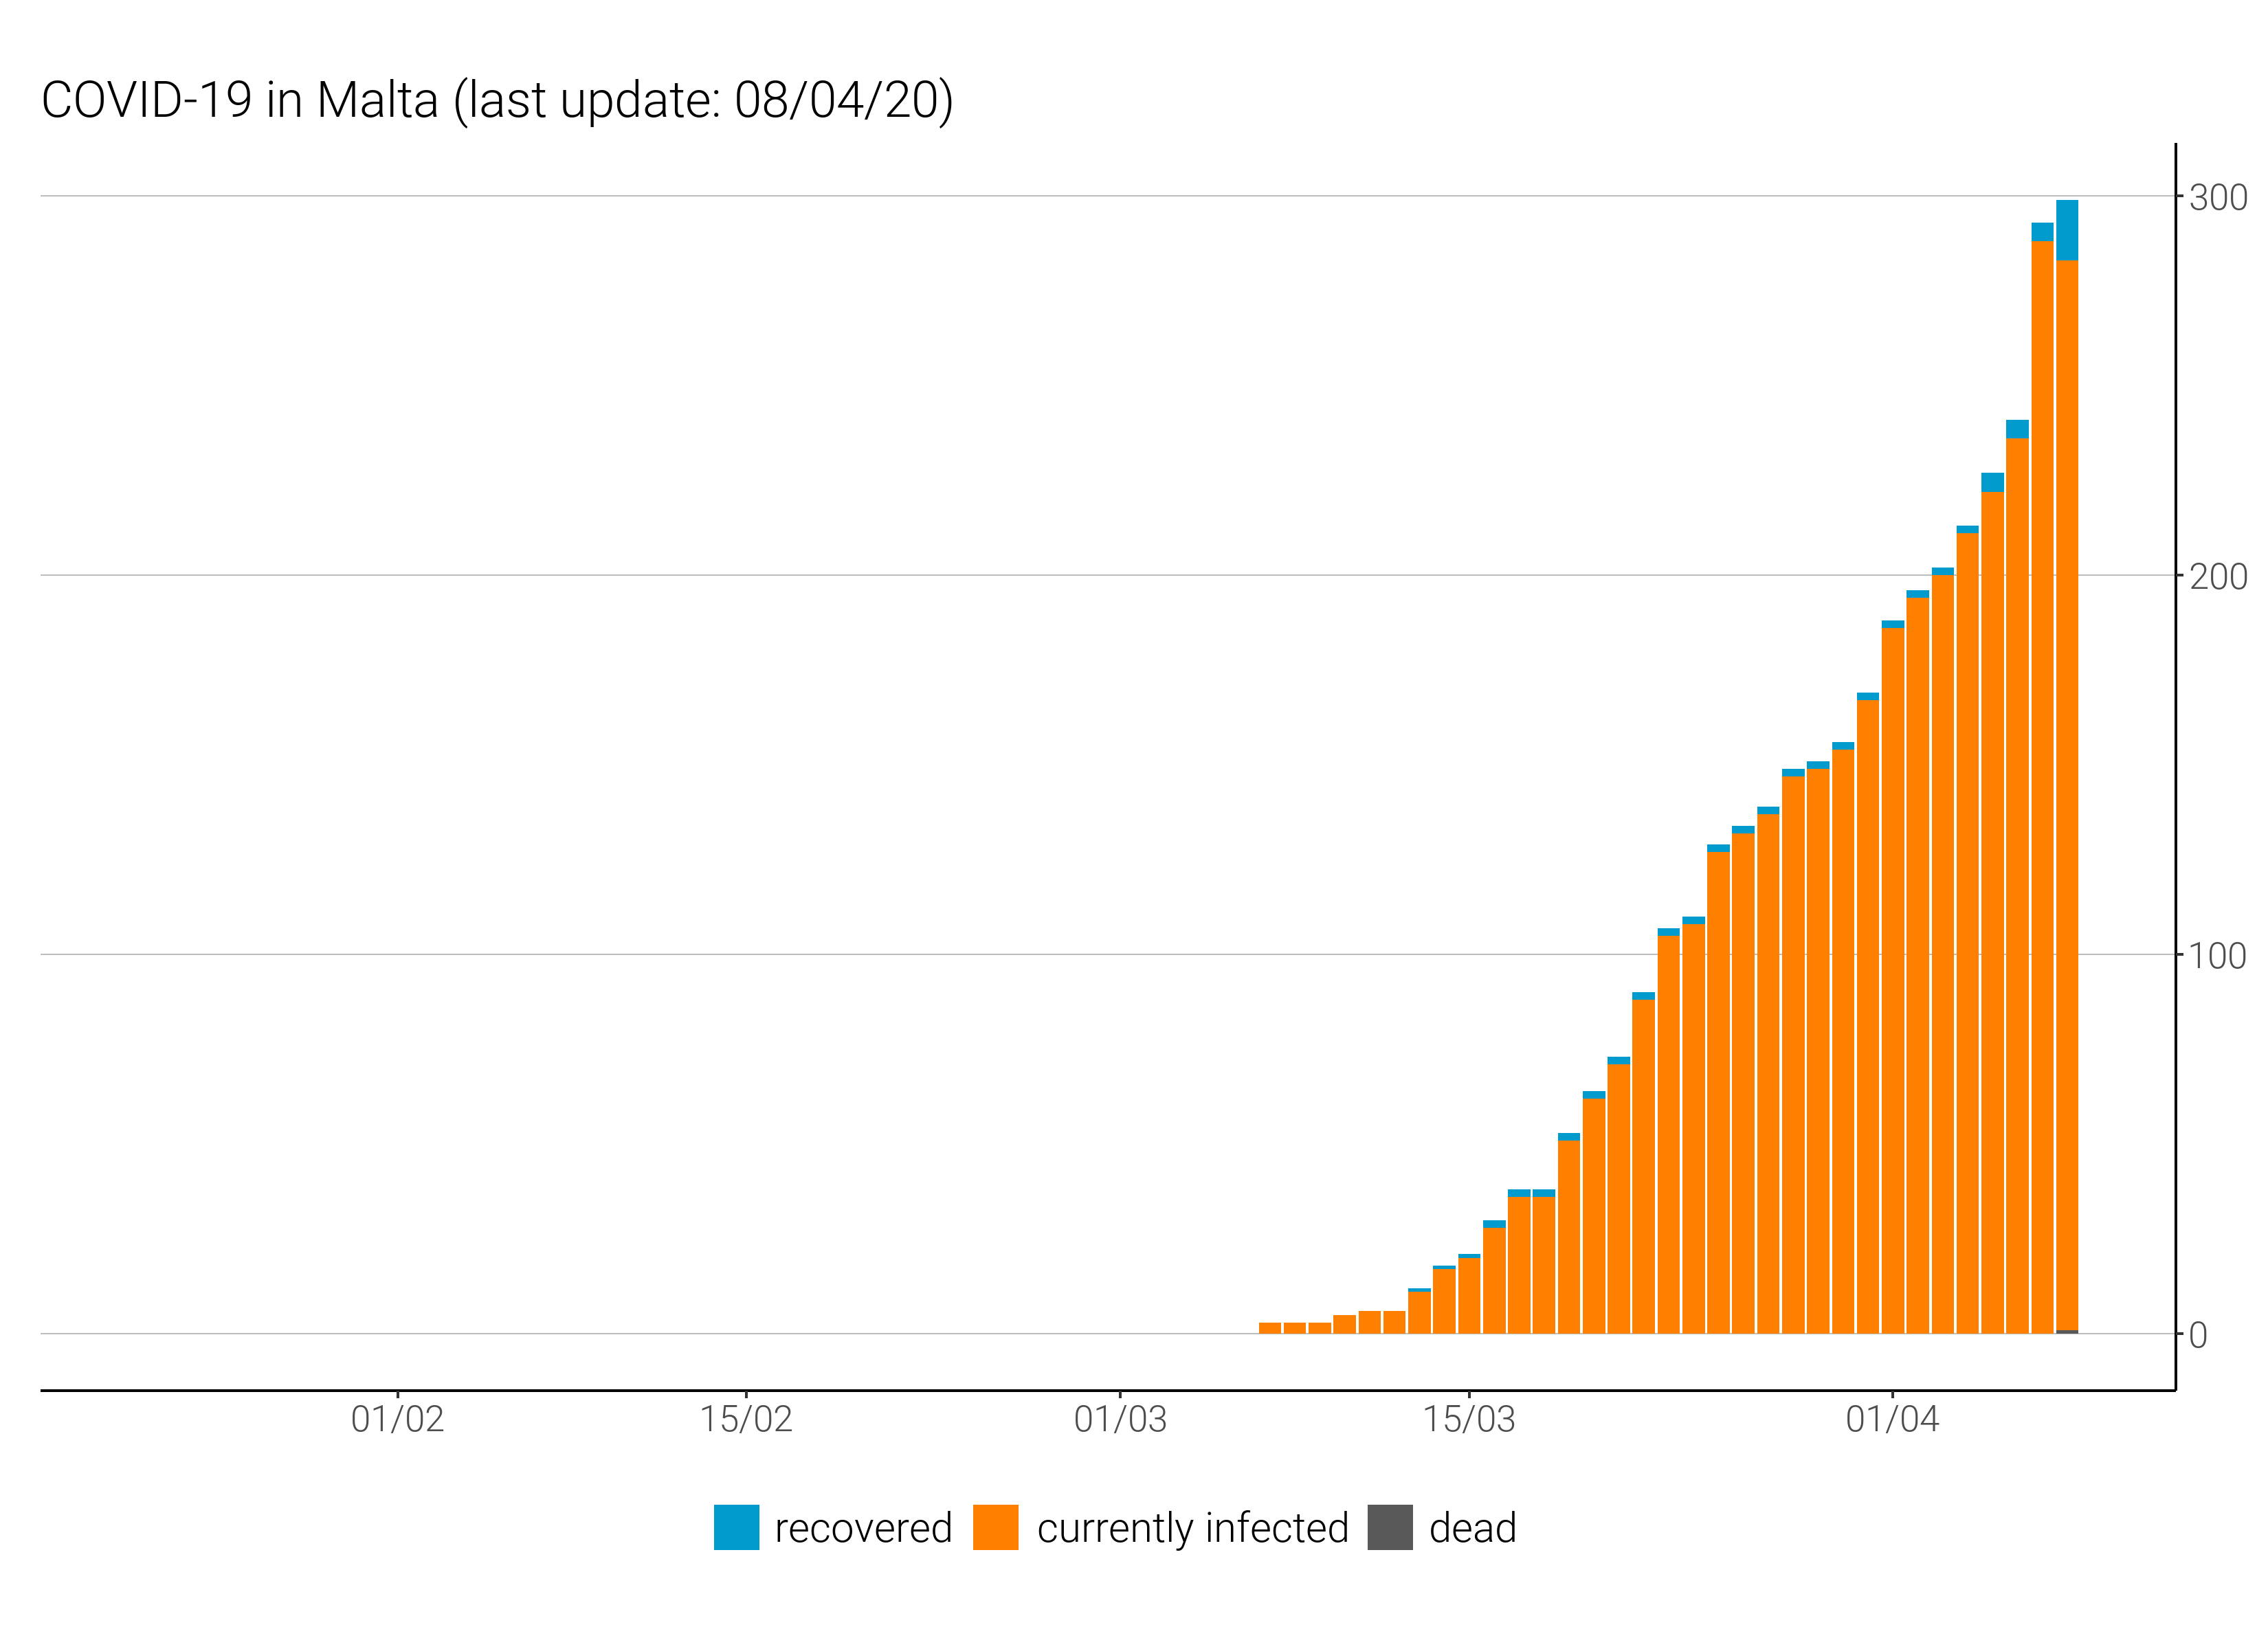 COVID-19 in Malta (last update: 08/04/20)
300
200
100
0
01/02 15/02 01/03 15/03 01/04
recovered currently infected dead